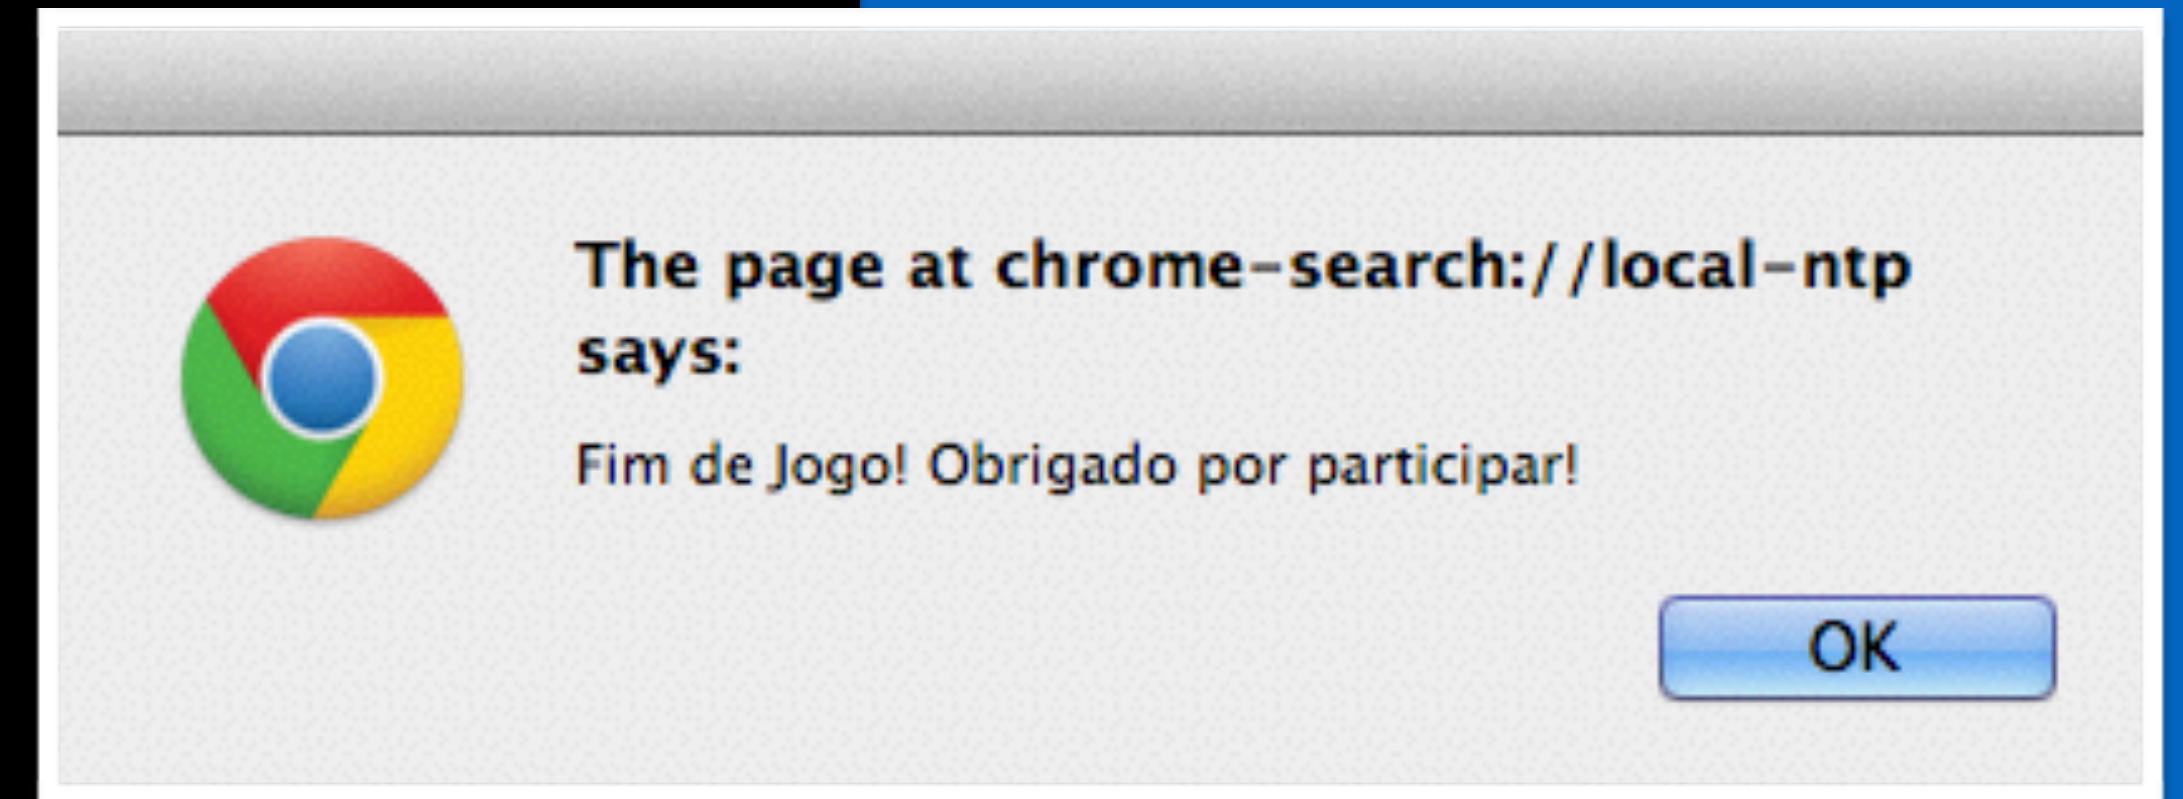 The page at chrome-search://local-ntp
says:
Fim de Jogo! Obrigado por participar!
OK